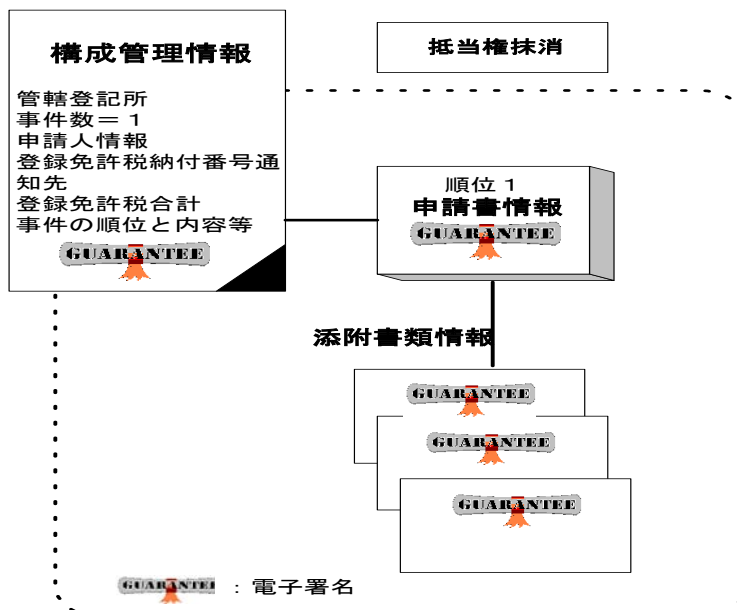 構成管理情報
管轄登記所
事件数＝１
申請人情報
登録免許税納付番号通
知先
登録免許税合計
事件の順位と内容等
GUARANTEE
抵当権抹消
順位１
申請書情報
GUARANTEE
添附書類情報
GUARANTEE
GUARANTEE
GUARANTEE
GUARANTEE：電子署名